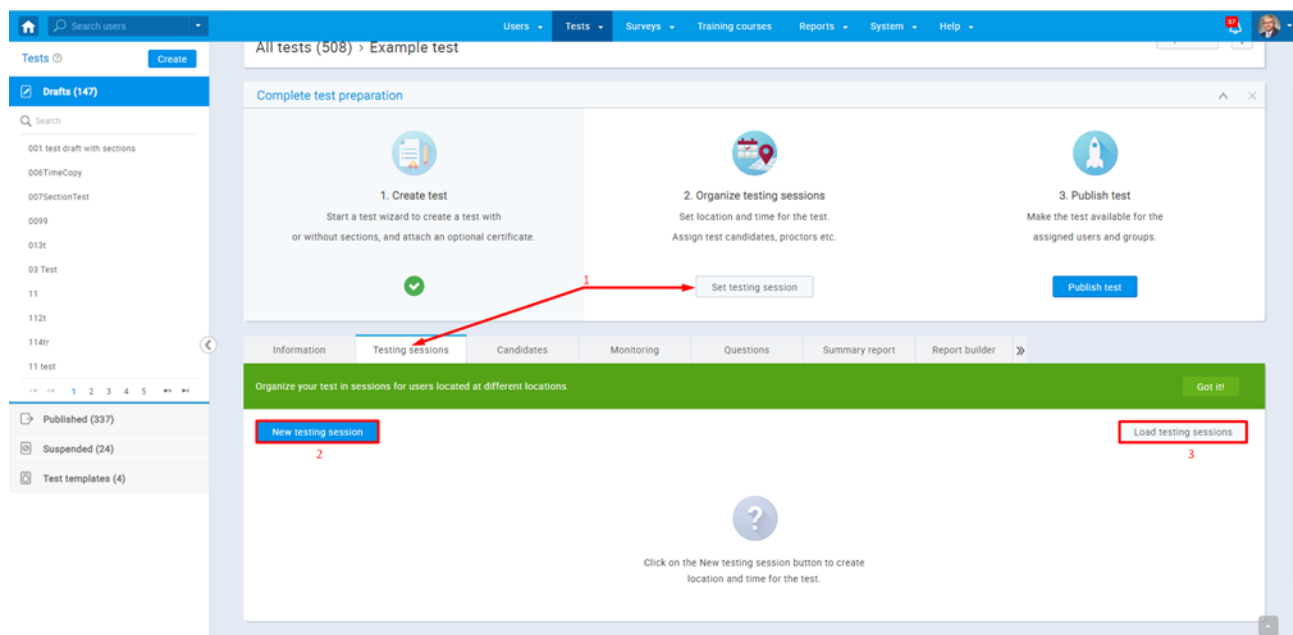 Search users
Users
Tests
Surveys
Training courses
Reports
System
Help
37
Tests
Create
All tests (508) > Example test
Drafts (147)
Search
001 test draft with sections
006TimeCopy
007SectionTest
0099
013t
03 Test
11
112t
114tr
11 test
1 2 3 4 5
Published (337)
Suspended (24)
Test templates (4)
Complete test preparation
1. Create test
Start a test wizard to create a test with
or without sections, and attach an optional certificate.
2. Organize testing sessions
Set location and time for the test.
Assign test candidates, proctors etc.
Set testing session
3. Publish test
Make the test available for the
assigned users and groups.
Publish test
1
Information
Testing sessions
Candidates
Monitoring
Questions
Summary report
Report builder
Organize your test in sessions for users located at different locations.
Got it!
New testing session
2
Load testing sessions
3
?
Click on the New testing session button to create
location and time for the test.